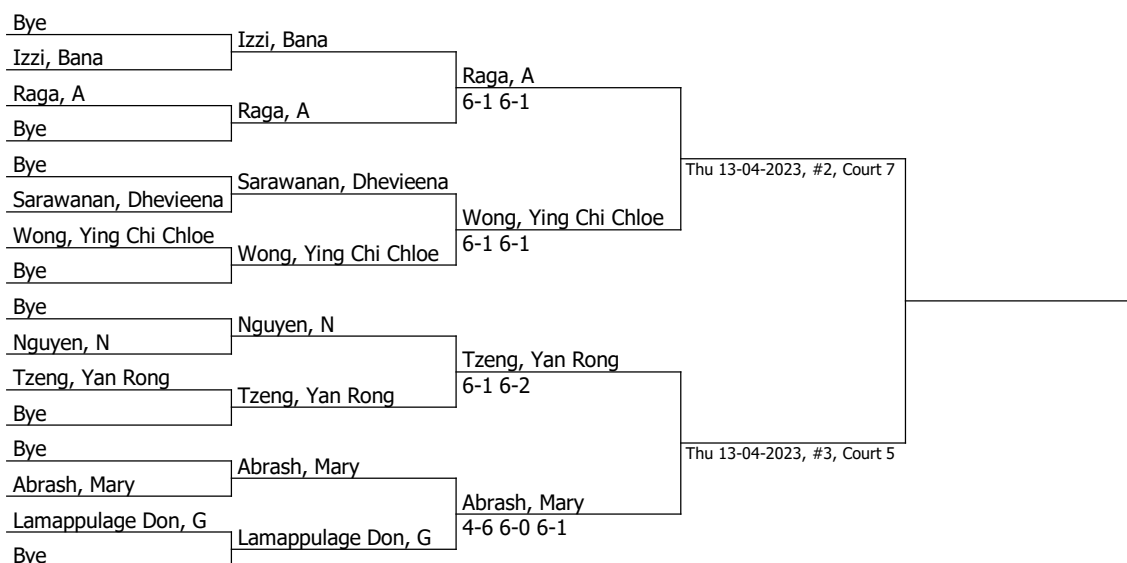 Bye
Izzi, Bana
Raga, A
Bye
Bye
Sarawanan, Dhevieena
Wong, Ying Chi Chloe
Bye
Bye
Nguyen, N
Tzeng, Yan Rong
Bye
Bye
Abrash, Mary
Lamappulage Don, G
Bye
Izzi, Bana
Raga, A
Sarawanan, Dhevieena
Wong, Ying Chi Chloe
Nguyen, N
Tzeng, Yan Rong
Abrash, Mary
Lamappulage Don, G
Raga, A
6-1 6-1
Wong, Ying Chi Chloe
6-1 6-1
Tzeng, Yan Rong
6-1 6-2
Abrash, Mary
4-6 6-0 6-1
Thu 13-04-2023, #2, Court 7
Thu 13-04-2023, #3, Court 5